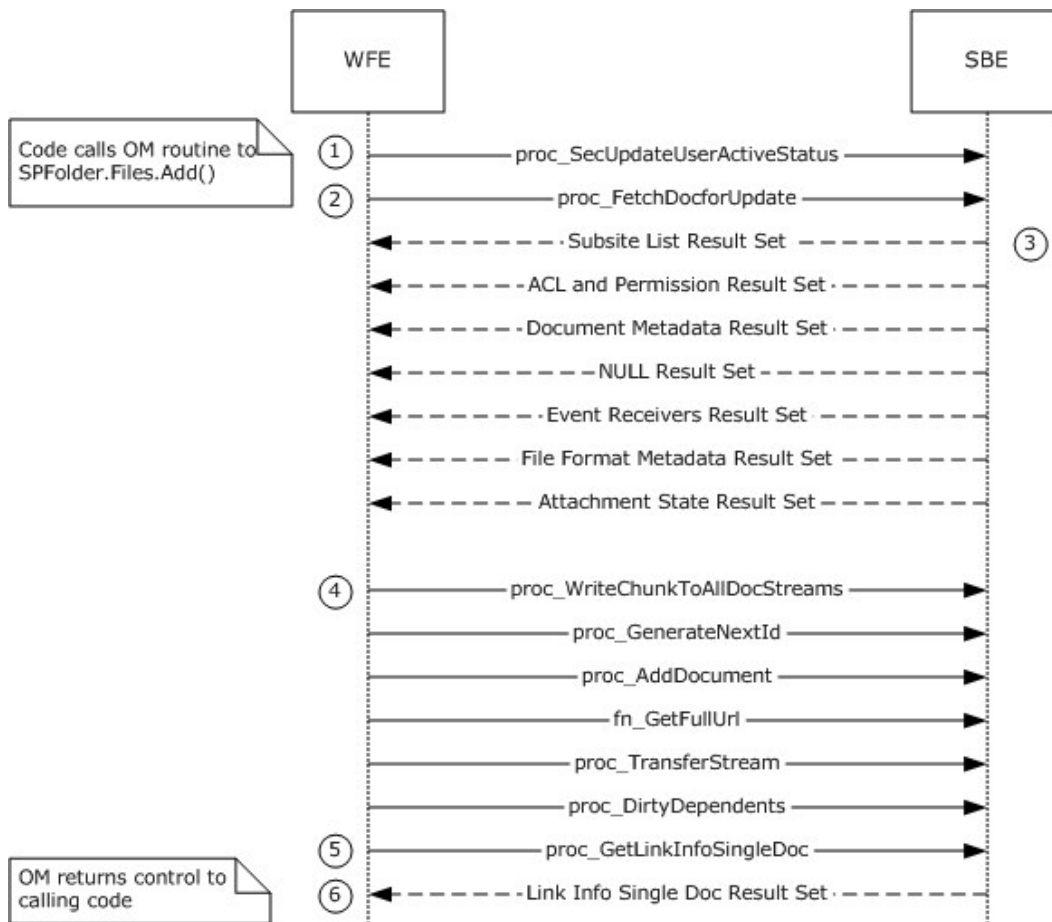 WFE
SBE
Code calls OM routine to
SPFolder.Files.Add()
1
proc_SecUpdateUserActiveStatus
2
proc_FetchDocforUpdate
Subsite List Result Set
3
ACL and Permission Result Set
Document Metadata Result Set
NULL Result Set
Event Receivers Result Set
File Format Metadata Result Set
Attachment State Result Set
4
proc_WriteChunkToAllDocStreams
proc_GenerateNextId
proc_AddDocument
fn_GetFullUrl
proc_TransferStream
proc_DirtyDependents
5
proc_GetLinkInfoSingleDoc
OM returns control to
calling code
6
Link Info Single Doc Result Set